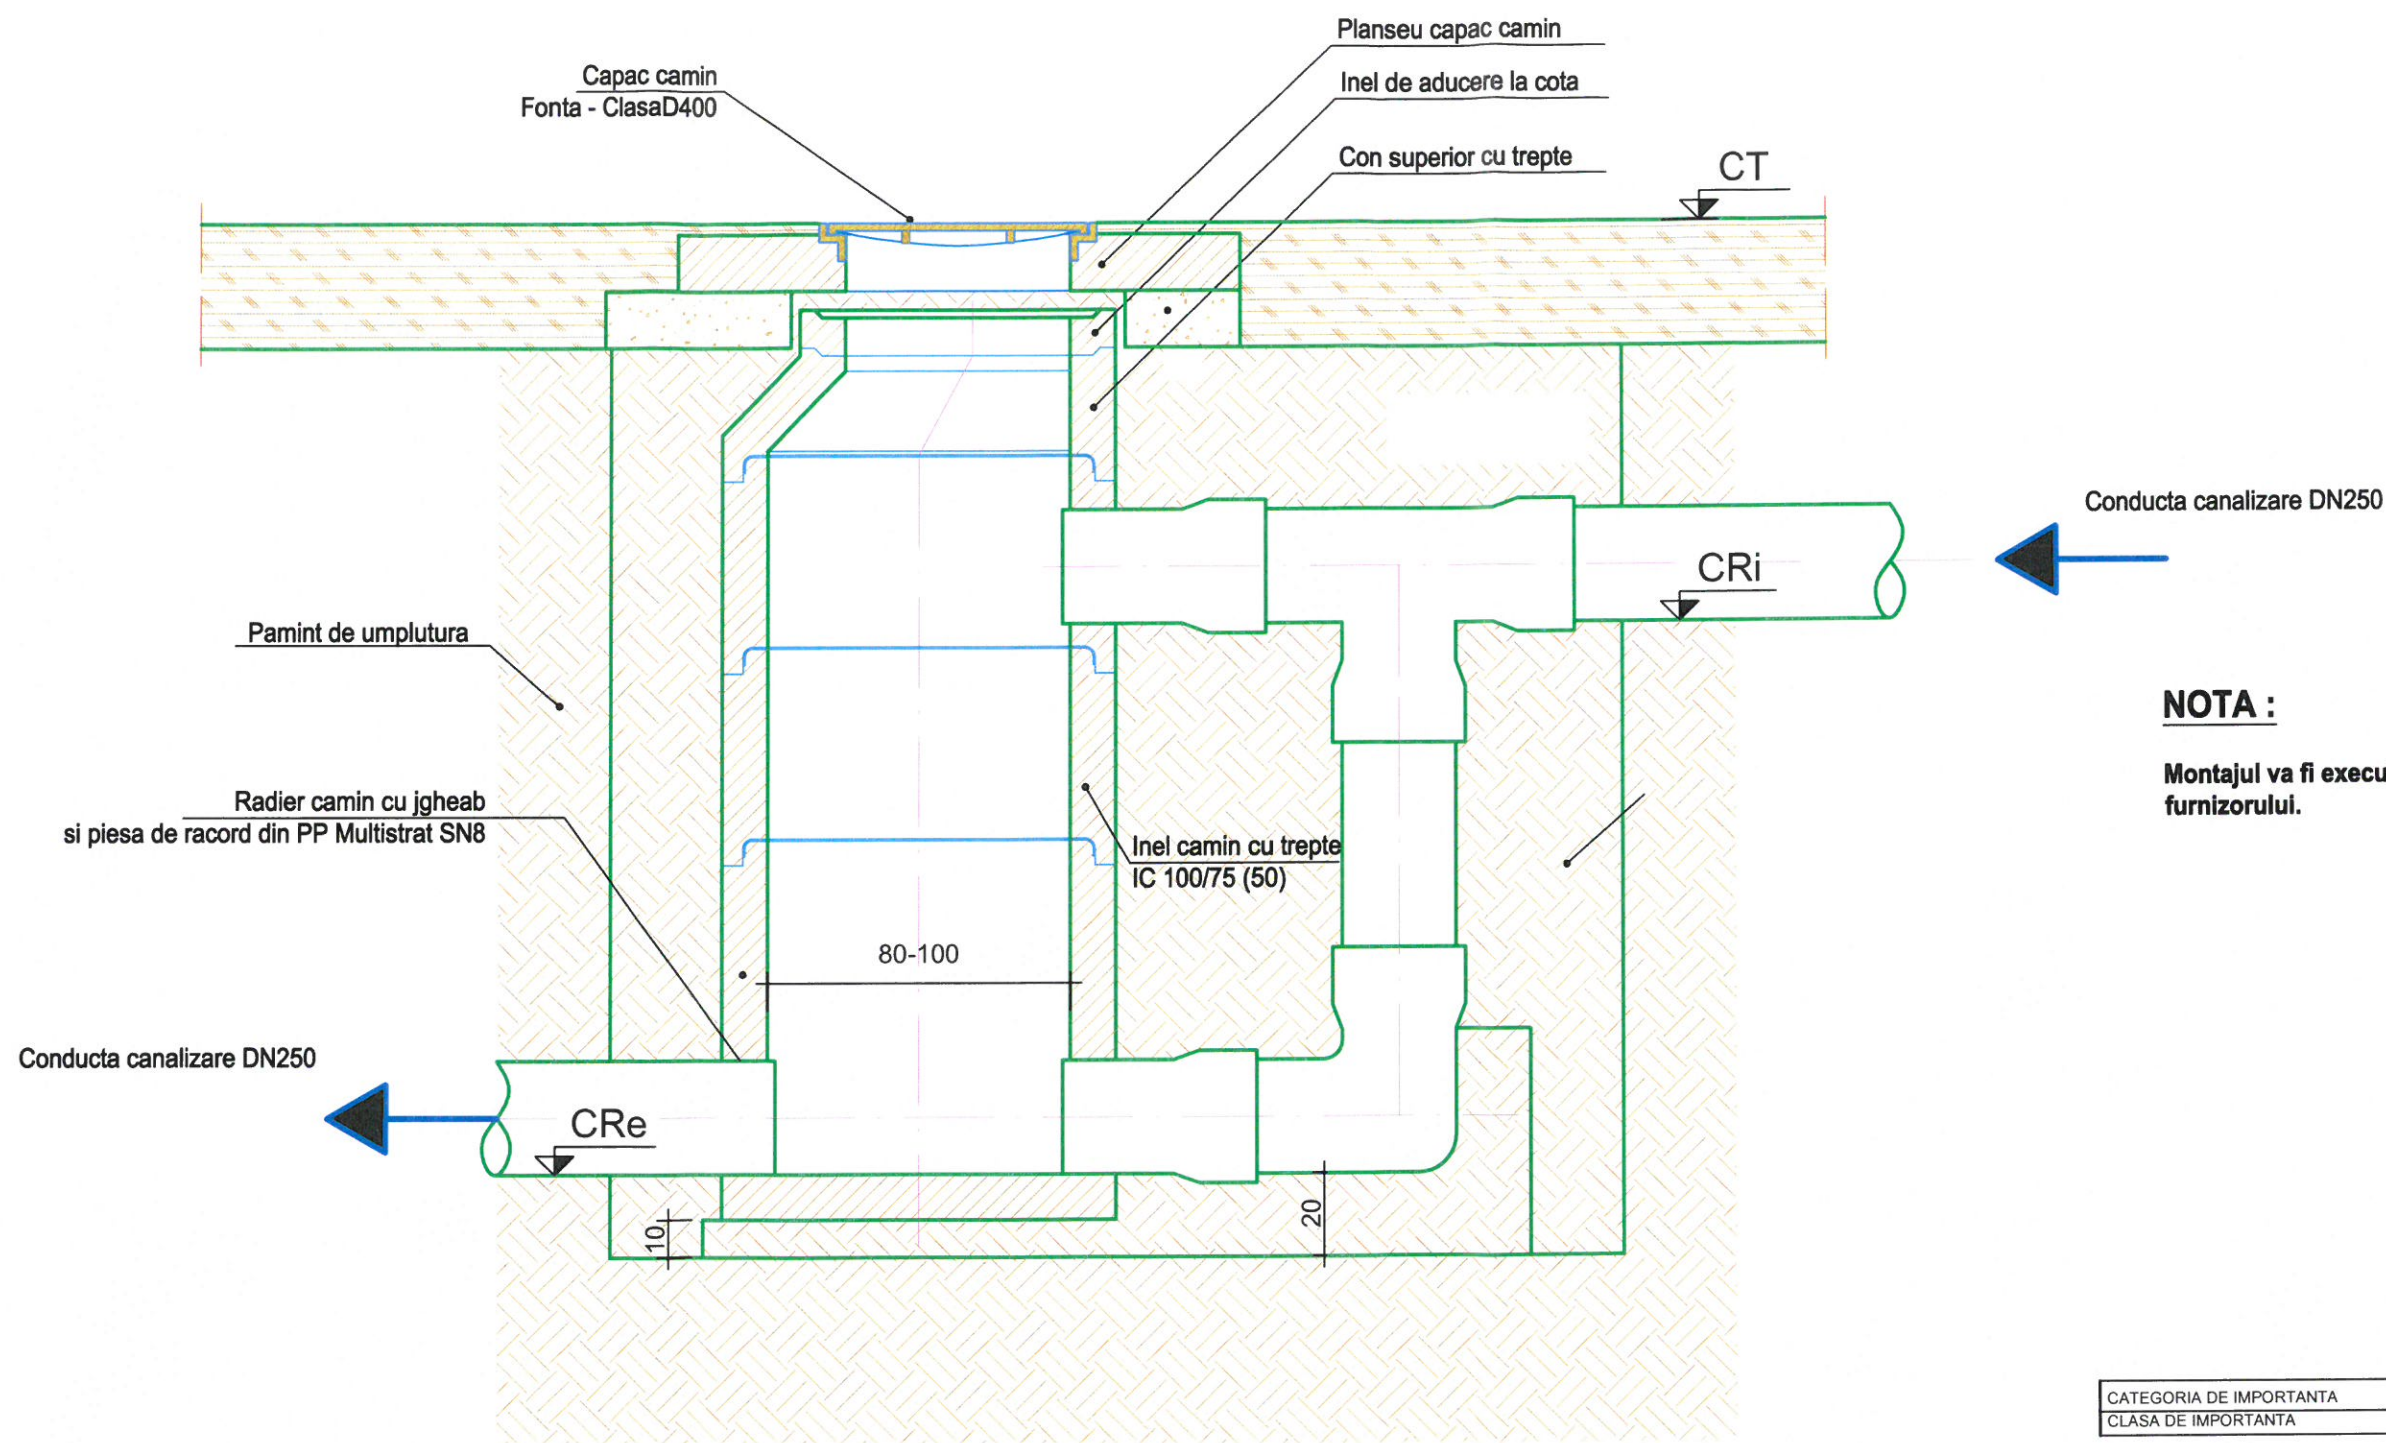 Planseu capac camin
Capac camin
Fonta - ClasaD400
Inel de aducere la cota
Con superior cu trepte
CT
Conducta canalizare DN250
CRi
Pamint de umplutura
NOTA :
Montajul va fi execu
furnizorului.
Radier camin cu jgheab
si piesa de racord din PP Multistrat SN8
Inel camin cu trepte
IC 100/75 (50)
80-100
Conducta canalizare DN250
CRe
20
10
CATEGORIA DE IMPORTANTA
CLASA DE IMPORTANTA